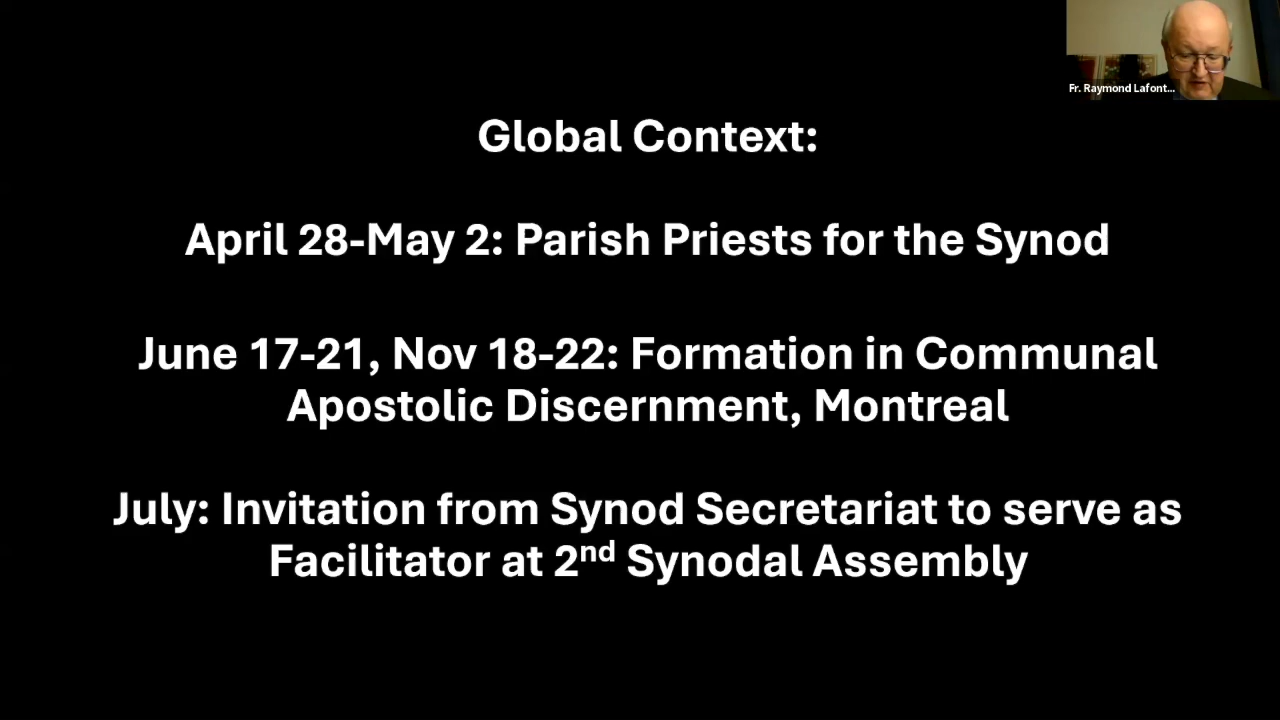 Fr. Raymond Lafont...
Global Context:
April 28-May 2: Parish Priests for the Synod
June 17-21, Nov 18-22: Formation in Communal
Apostolic Discernment, Montreal
July: Invitation from Synod Secretariat to serve as
Facilitator at 2nd Synodal Assembly